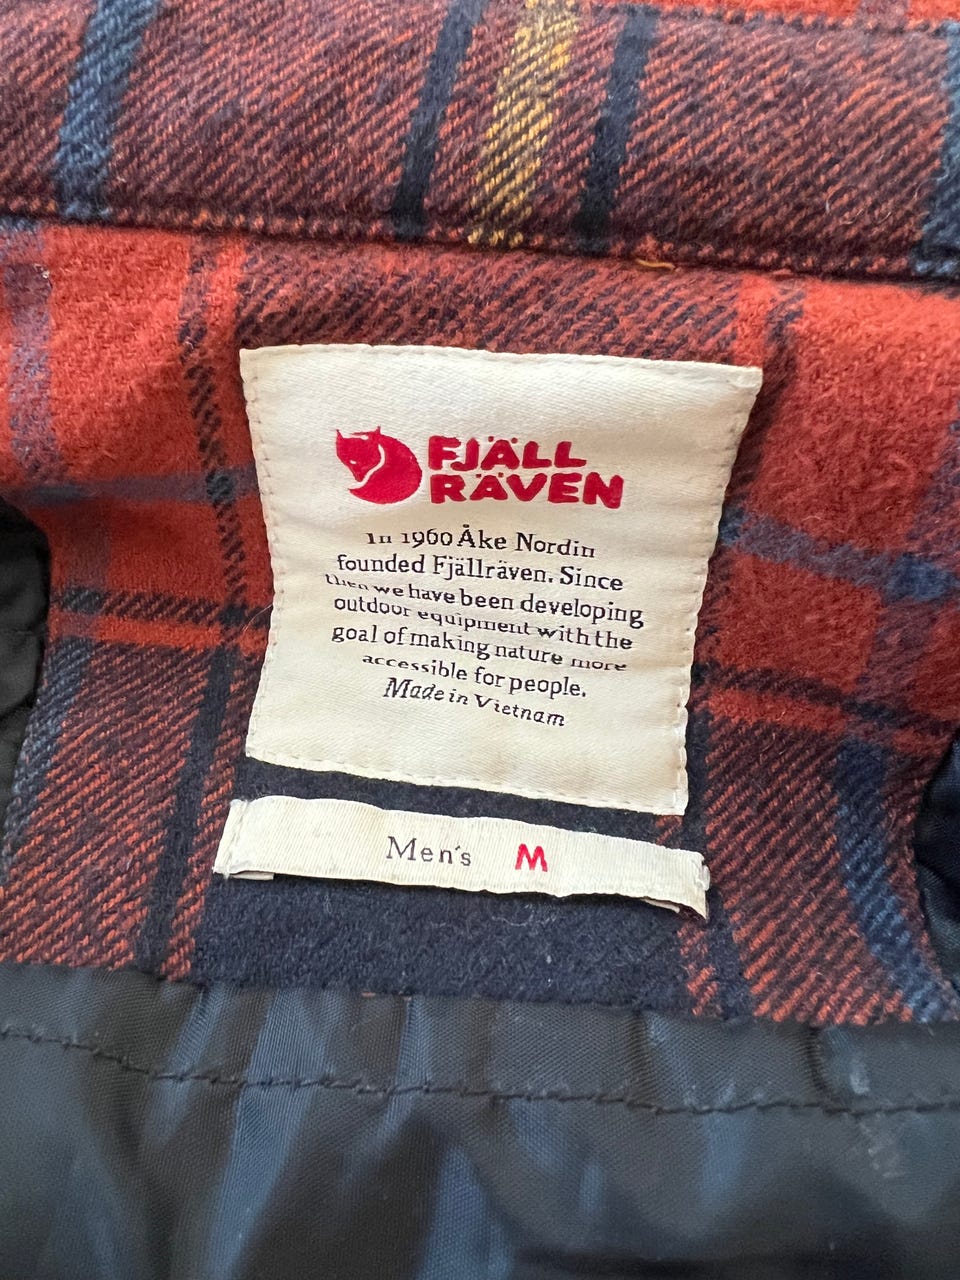 FJÄLL
RÄVEN
In 1960 Åke Nordin
founded Fjällräven. Since
then we have been developing
outdoor equipment with the
goal of making nature more
accessible for people.
Made in Vietnam
Men's M